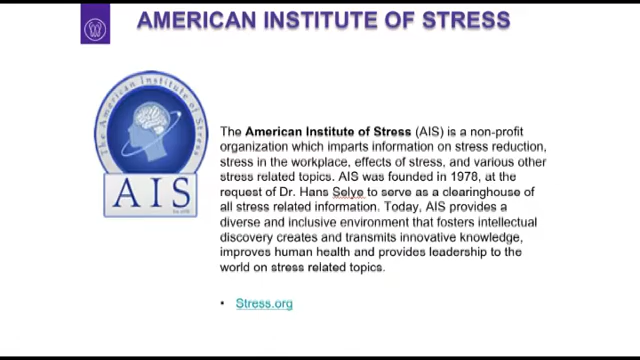 AMERICAN INSTITUTE OF STRESS
The American Institute of Stress
AIS
The American Institute of Stress (AIS) is a non-profit
organization which imparts information on stress reduction,
stress in the workplace, effects of stress, and various other
stress related topics. AIS was founded in 1978, at the
request of Dr. Hans Selye to serve as a clearinghouse of
all stress related information. Today, AIS provides a
diverse and inclusive environment that fosters intellectual
discovery creates and transmits innovative knowledge,
improves human health and provides leadership to the
world on stress related topics.
• Stress.org